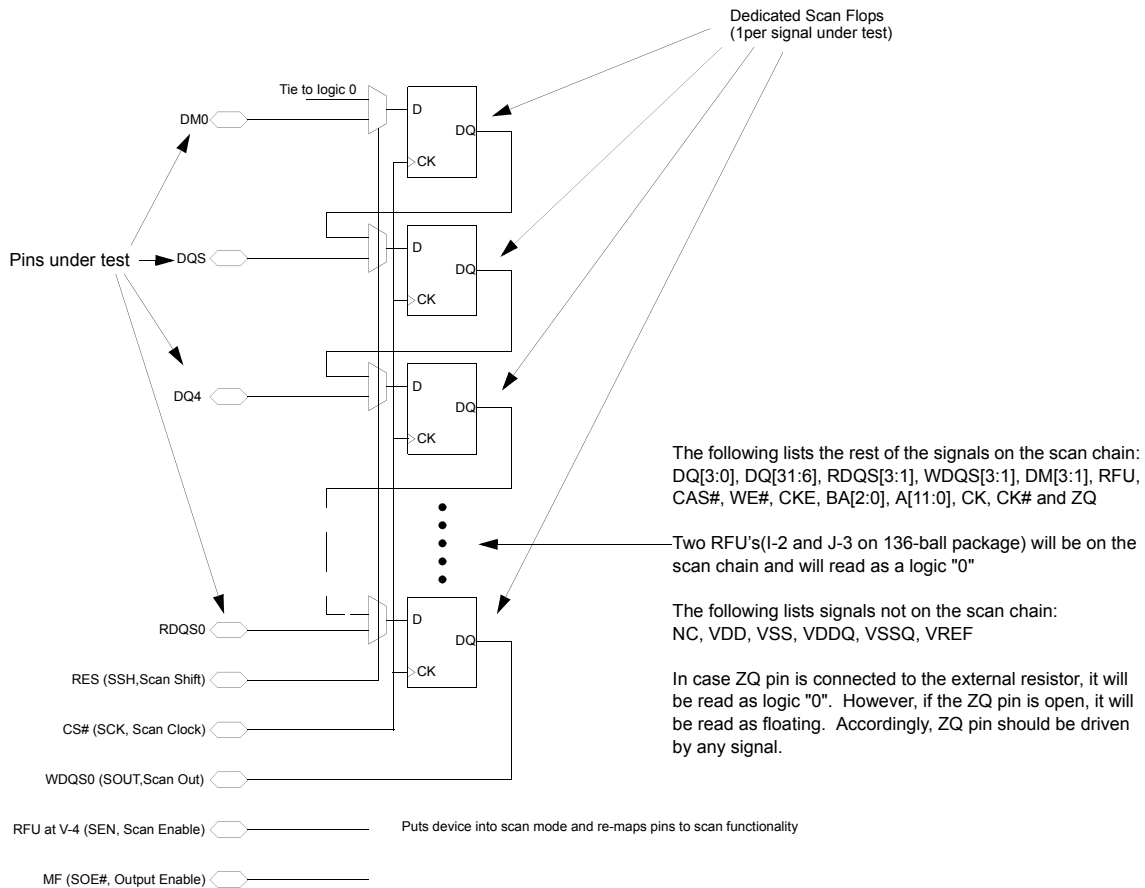 Dedicated Scan Flops
(1per signal under test)
Tie to logic 0
DM0
D
DQ
CK
Pins under test
DQS
D
DQ
CK
DQ4
D
DQ
CK
The following lists the rest of the signals on the scan chain:
DQ[3:0], DQ[31:6], RDQS[3:1], WDQS[3:1], DM[3:1], RFU,
CAS#, WE#, CKE, BA[2:0], A[11:0], CK, CK# and ZQ
Two RFU's(I-2 and J-3 on 136-ball package) will be on the
scan chain and will read as a logic "0"
The following lists signals not on the scan chain:
NC, VDD, VSS, VDDQ, VSSQ, VREF
In case ZQ pin is connected to the external resistor, it will
be read as logic "0". However, if the ZQ pin is open, it will
be read as floating. Accordingly, ZQ pin should be driven
by any signal.
D
DQ
CK
RDQS0
RES (SSH,Scan Shift)
CS# (SCK, Scan Clock)
WDQS0 (SOUT,Scan Out)
RFU at V-4 (SEN, Scan Enable)
Puts device into scan mode and re-maps pins to scan functionality
MF (SOE#, Output Enable)